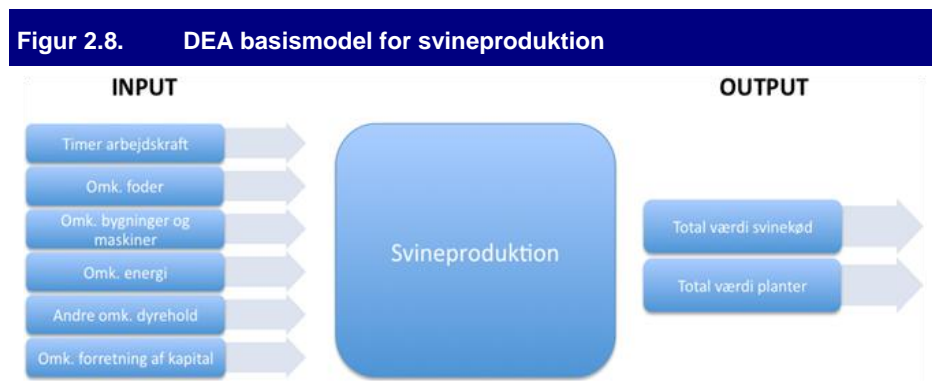 Figur 2.8. DEA basismodel for svineproduktion
INPUT
OUTPUT
Timer arbejdskraft
Omk. foder
Omk. bygninger og
maskiner
Omk. energi
Andre omk. dyrehold
Omk. forretning af kapital
Svineproduktion
Total værdi svinekød
Total værdi planter